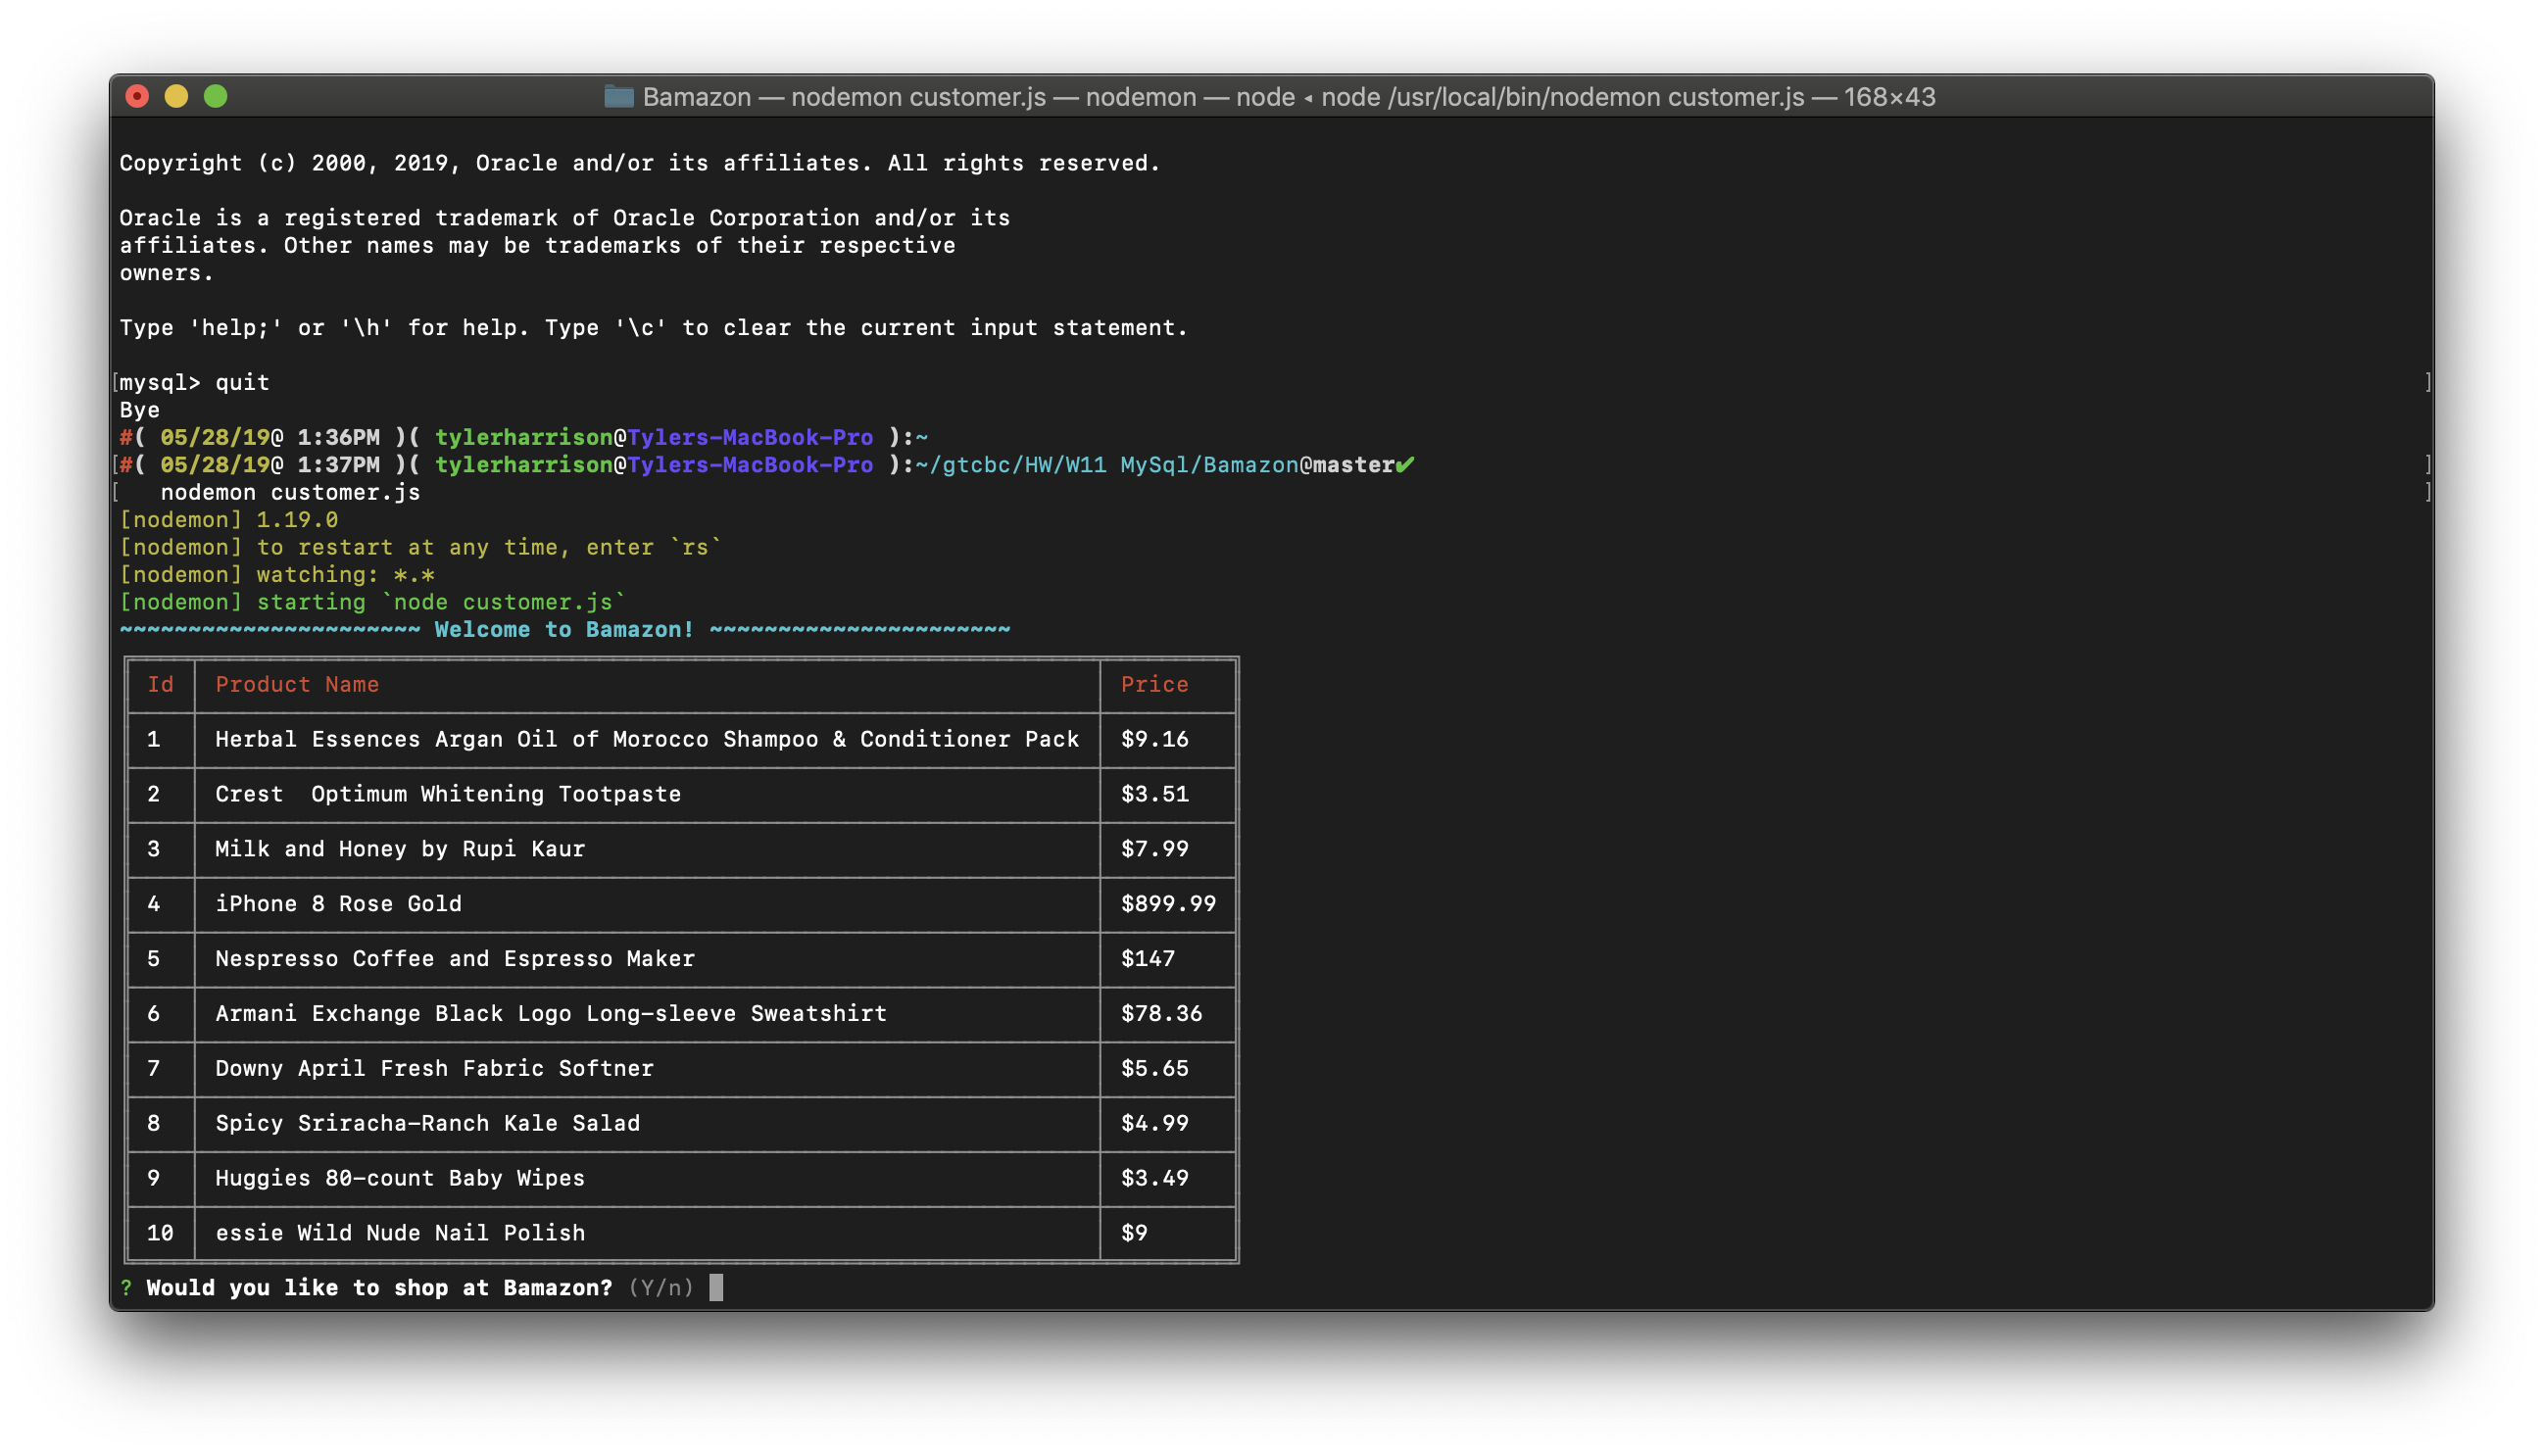 Bamazon — nodemon customer.js — nodemon — node ◂ node /usr/local/bin/nodemon customer.js — 168×43
Copyright (c) 2000, 2019, Oracle and/or its affiliates. All rights reserved.
Oracle is a registered trademark of Oracle Corporation and/or its
affiliates. Other names may be trademarks of their respective
owners.
Type 'help;' or '\h' for help. Type '\c' to clear the current input statement.
[mysql> quit ]
Bye
#( 05/28/19@ 1:36PM )( tylerharrison@Tylers-MacBook-Pro ):~
[#( 05/28/19@ 1:37PM )( tylerharrison@Tylers-MacBook-Pro ):~/gtcbc/HW/W11 MySql/Bamazon@master✔ ]
[   nodemon customer.js ]
[nodemon] 1.19.0
[nodemon] to restart at any time, enter `rs`
[nodemon] watching: *.*
[nodemon] starting `node customer.js`
~~~~~~~~~~~~~~~~~~~~~~ Welcome to Bamazon! ~~~~~~~~~~~~~~~~~~~~~~
Id Product Name Price
1 Herbal Essences Argan Oil of Morocco Shampoo & Conditioner Pack $9.16
2 Crest  Optimum Whitening Tootpaste $3.51
3 Milk and Honey by Rupi Kaur $7.99
4 iPhone 8 Rose Gold $899.99
5 Nespresso Coffee and Espresso Maker $147
6 Armani Exchange Black Logo Long-sleeve Sweatshirt $78.36
7 Downy April Fresh Fabric Softner $5.65
8 Spicy Sriracha-Ranch Kale Salad $4.99
9 Huggies 80-count Baby Wipes $3.49
10 essie Wild Nude Nail Polish $9
? Would you like to shop at Bamazon? (Y/n)